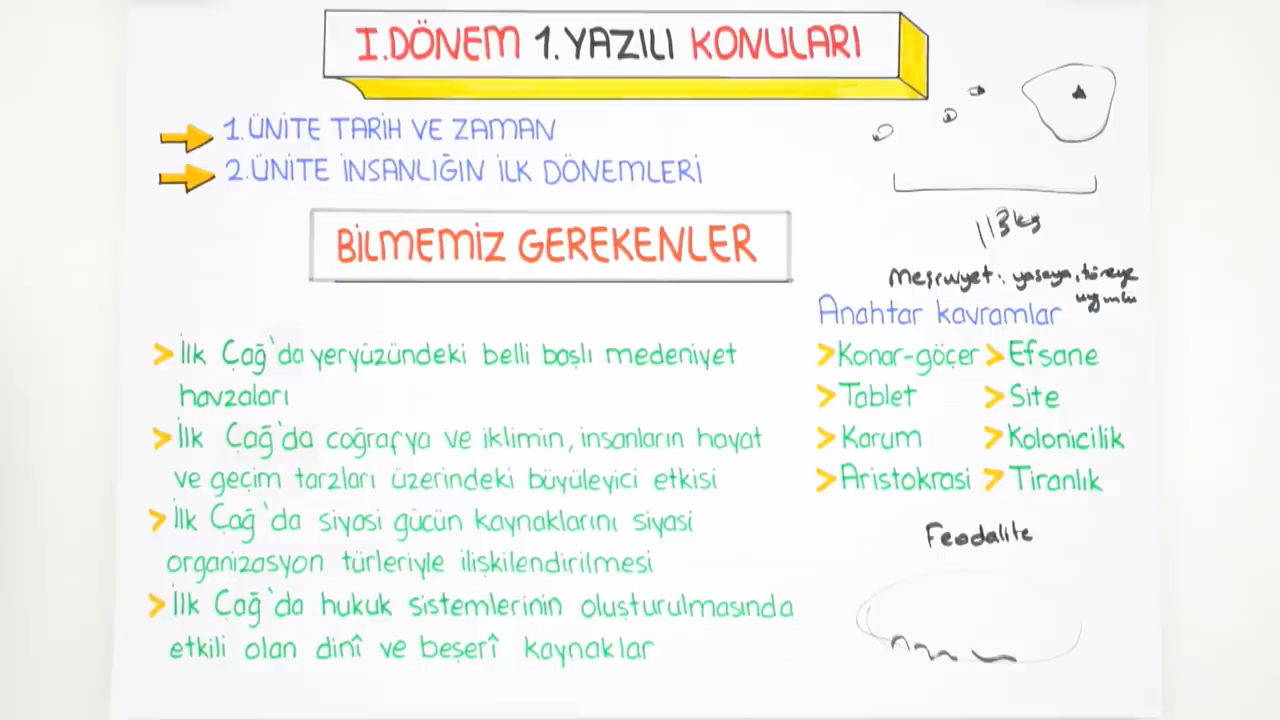 I.DÖNEM 1.YAZILI KONULARI
1.ÜNİTE TARİH VE ZAMAN
2.ÜNİTE İNSANLIĞIN İLK DÖNEMLERİ
BİLMEMİZ GEREKENLER
> İlk Çağ'da yeryüzündeki belli başlı medeniyet
havzaları
> İlk Çağ'da coğrafya ve iklimin, insanların hayat
ve geçim tarzları üzerindeki büyüleyici etkisi
> İlk Çağ'da siyasi gücün kaynaklarını siyasi
organizasyon türleriyle ilişkilendirilmesi
> İlk Çağ'da hukuk sistemlerinin oluşturulmasında
etkili olan dinî ve beşerî kaynaklar
113kg
Meşruiyet: yasaya, töreye
uygunlu
Anahtar kavramlar
> Konar-göçer > Efsane
> Tablet > Site
> Karum > Kolonicilik
> Aristokrasi > Tiranlık
Feodalite